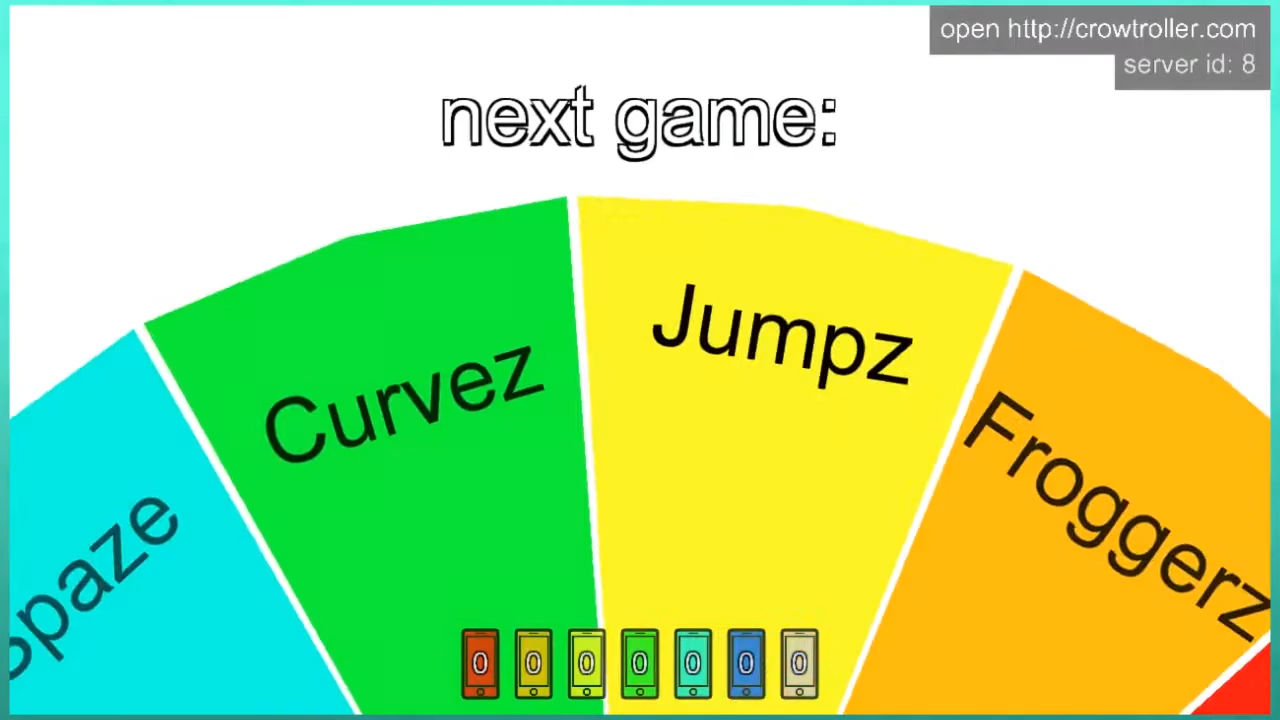 open http://crowtroller.com
server id: 8
next game:
Spaze
Curvez
Jumpz
Froggerz
0 0 0 0 0 0 0